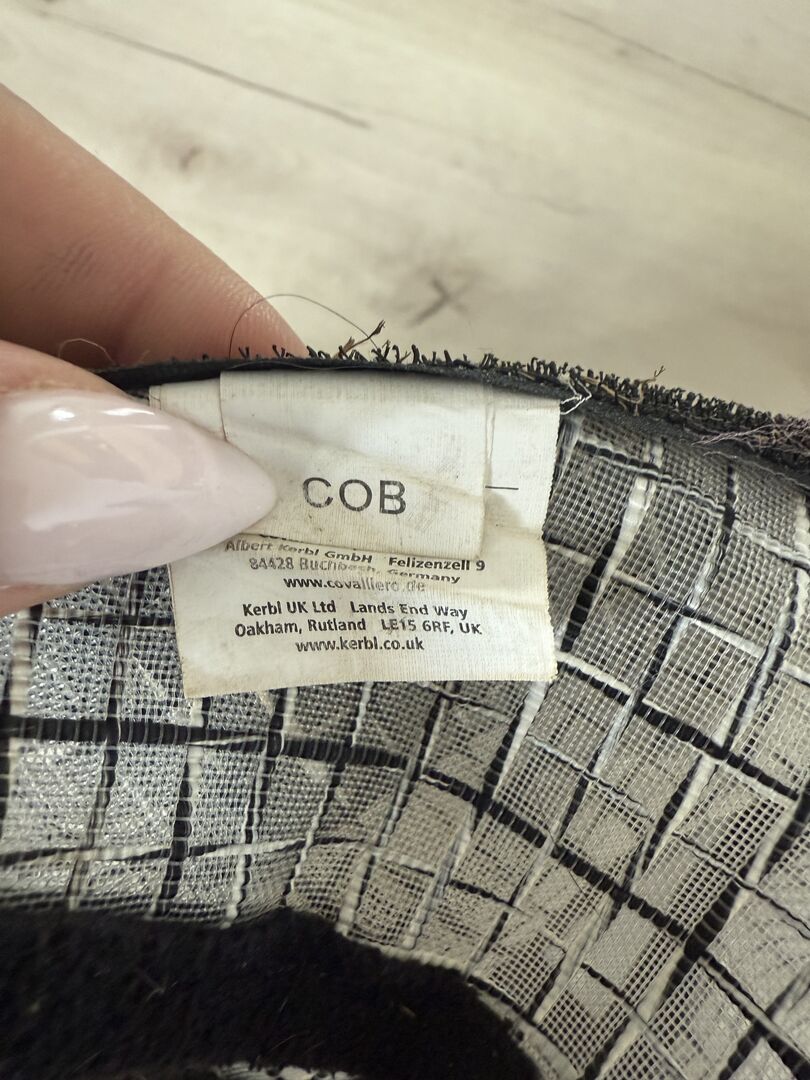 COB
Albert Kerbl GmbH Felizenzell 9
84428 Buchbach, Germany
www.covalliero.de
Kerbl UK Ltd Lands End Way
Oakham, Rutland LE15 6RF, UK
www.kerbl.co.uk